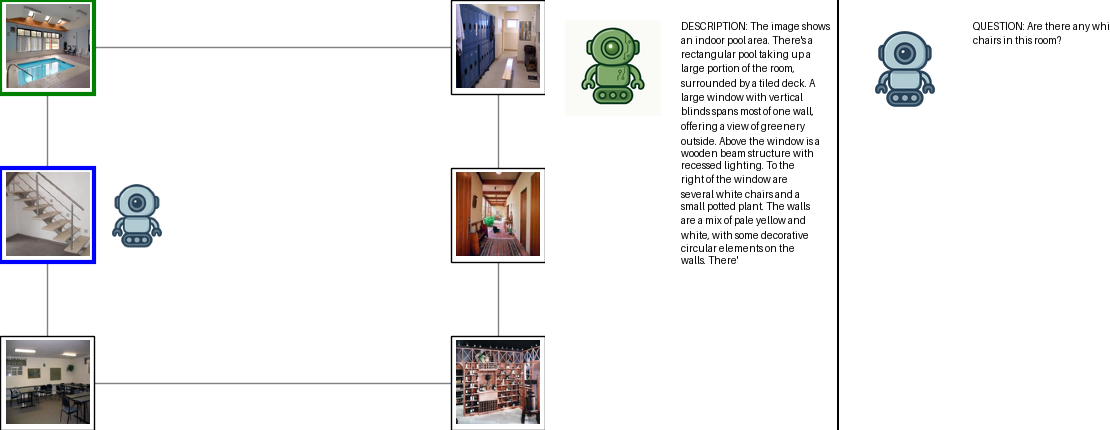 DESCRIPTION: The image shows
an indoor pool area. There's a
rectangular pool taking up a
large portion of the room,
surrounded by a tiled deck. A
large window with vertical
blinds spans most of one wall,
offering a view of greenery
outside. Above the window is a
wooden beam structure with
recessed lighting. To the
right of the window are
several white chairs and a
small potted plant. The walls
are a mix of pale yellow and
white, with some decorative
circular elements on the
walls. There'
QUESTION: Are there any whi
chairs in this room?